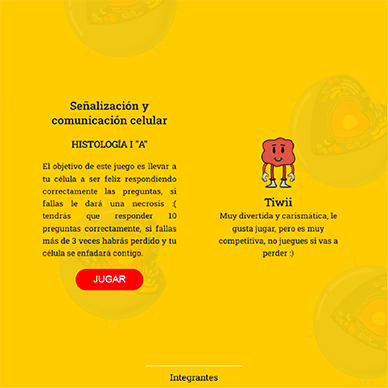 Señalización y
comunicación celular
HISTOLOGÍA I "A"
El objetivo de este juego es llevar a
tu célula a ser feliz respondiendo
correctamente las preguntas, si
fallas le dará una necrosis :(
tendrás que responder 10
preguntas correctamente, si fallas
más de 3 veces habrás perdido y tu
célula se enfadará contigo.
JUGAR
Tiwii
Muy divertida y carismática, le
gusta jugar, pero es muy
competitiva, no juegues si vas a
perder :)
Integrantes